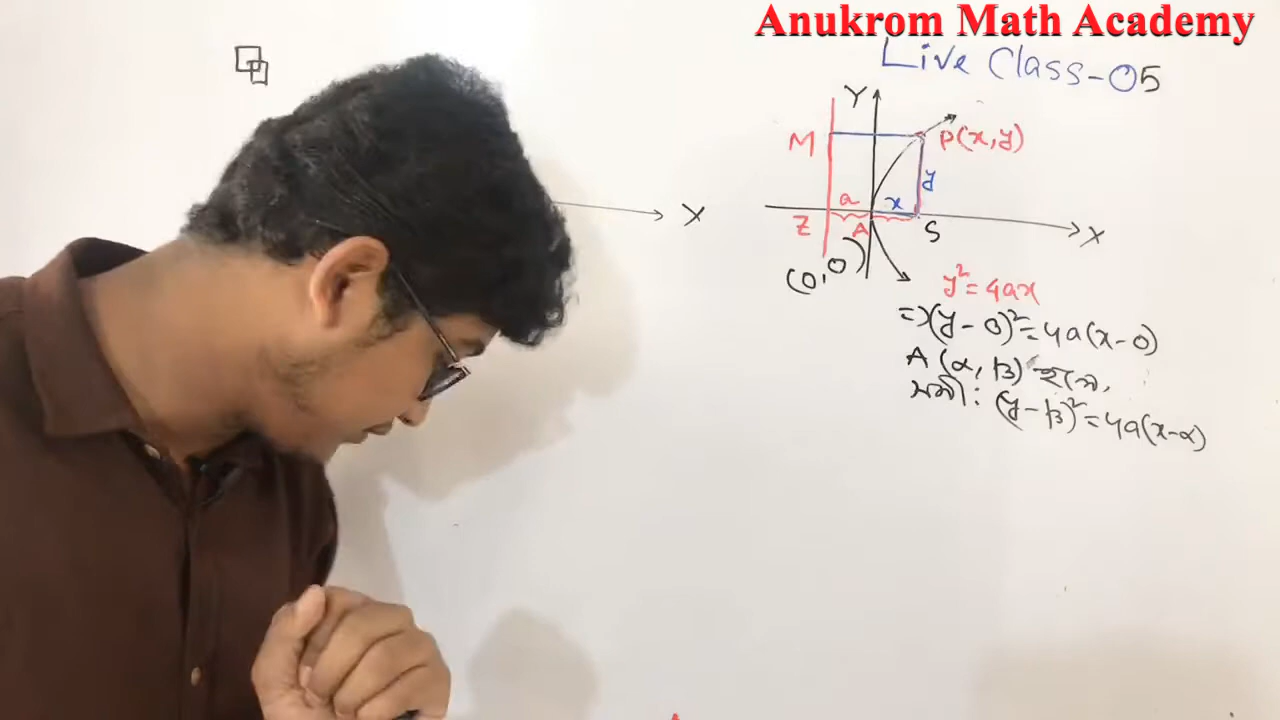 Anukrom Math Academy
Live Class-05
Y
M
P(x,y)
y
a
x
X
Z
A
S
X
(0,0)
y²=4ax
=>(y-0)²=4a(x-0)
A(α,β) হলে,
সমী: (y-β)²=4a(x-α)